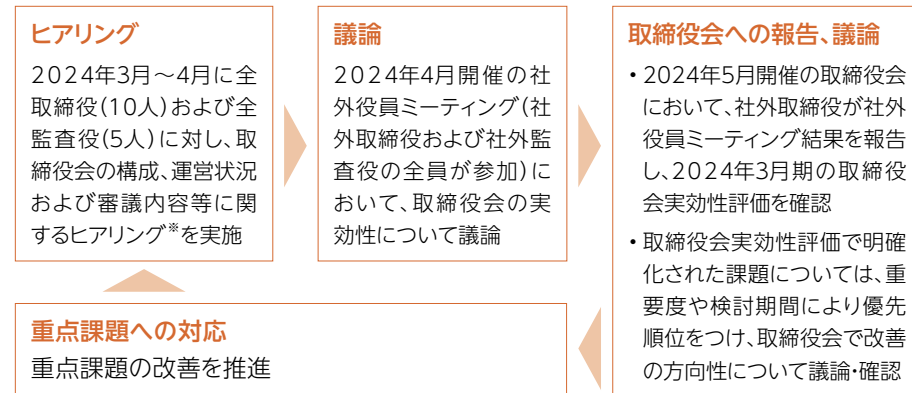 ヒアリング
2024年3月～4月に全
取締役(10人)および全
監査役(5人)に対し、取
締役会の構成、運営状況
および審議内容等に関
するヒアリング※を実施
議論
2024年4月開催の社
外役員ミーティング(社
外取締役および社外監
査役の全員が参加)に
おいて、取締役会の実
効性について議論
取締役会への報告、議論
・2024年5月開催の取締役会
において、社外取締役が社外
役員ミーティング結果を報告
し、2024年3月期の取締役
会実効性評価を確認
・取締役会実効性評価で明確
化された課題については、重
要度や検討期間により優先
順位をつけ、取締役会で改善
の方向性について議論・確認
重点課題への対応
重点課題の改善を推進